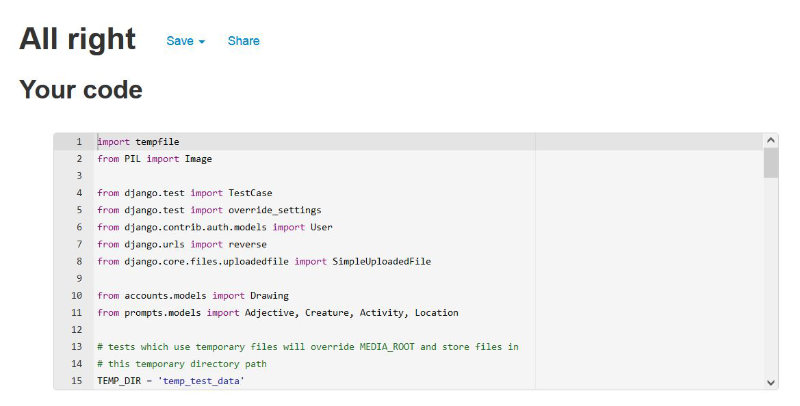 All right Save Share
Your code
1 import tempfile
2 from PIL import Image
3
4 from django.test import TestCase
5 from django.test import override_settings
6 from django.contrib.auth.models import User
7 from django.urls import reverse
8 from django.core.files.uploadedfile import SimpleUploadedFile
9
10 from accounts.models import Drawing
11 from prompts.models import Adjective, Creature, Activity, Location
12
13 # tests which use temporary files will override MEDIA_ROOT and store files in
14 # this temporary directory path
15 TEMP_DIR = 'temp_test_data'